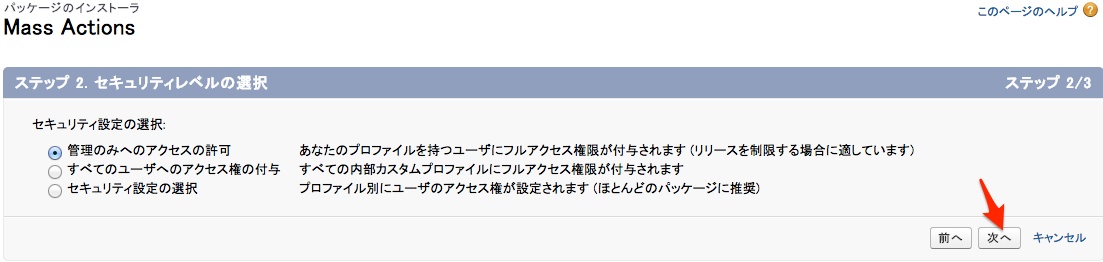 パッケージのインストーラ
Mass Actions
このページのヘルプ ?
ステップ 2. セキュリティレベルの選択 ステップ 2/3
セキュリティ設定の選択:
管理のみへのアクセスの許可 あなたのプロファイルを持つユーザにフルアクセス権限が付与されます (リリースを制限する場合に適しています)
すべてのユーザへのアクセス権の付与 すべての内部カスタムプロファイルにフルアクセス権限が付与されます
セキュリティ設定の選択 プロファイル別にユーザのアクセス権が設定されます (ほとんどのパッケージに推奨)
前へ 次へ キャンセル